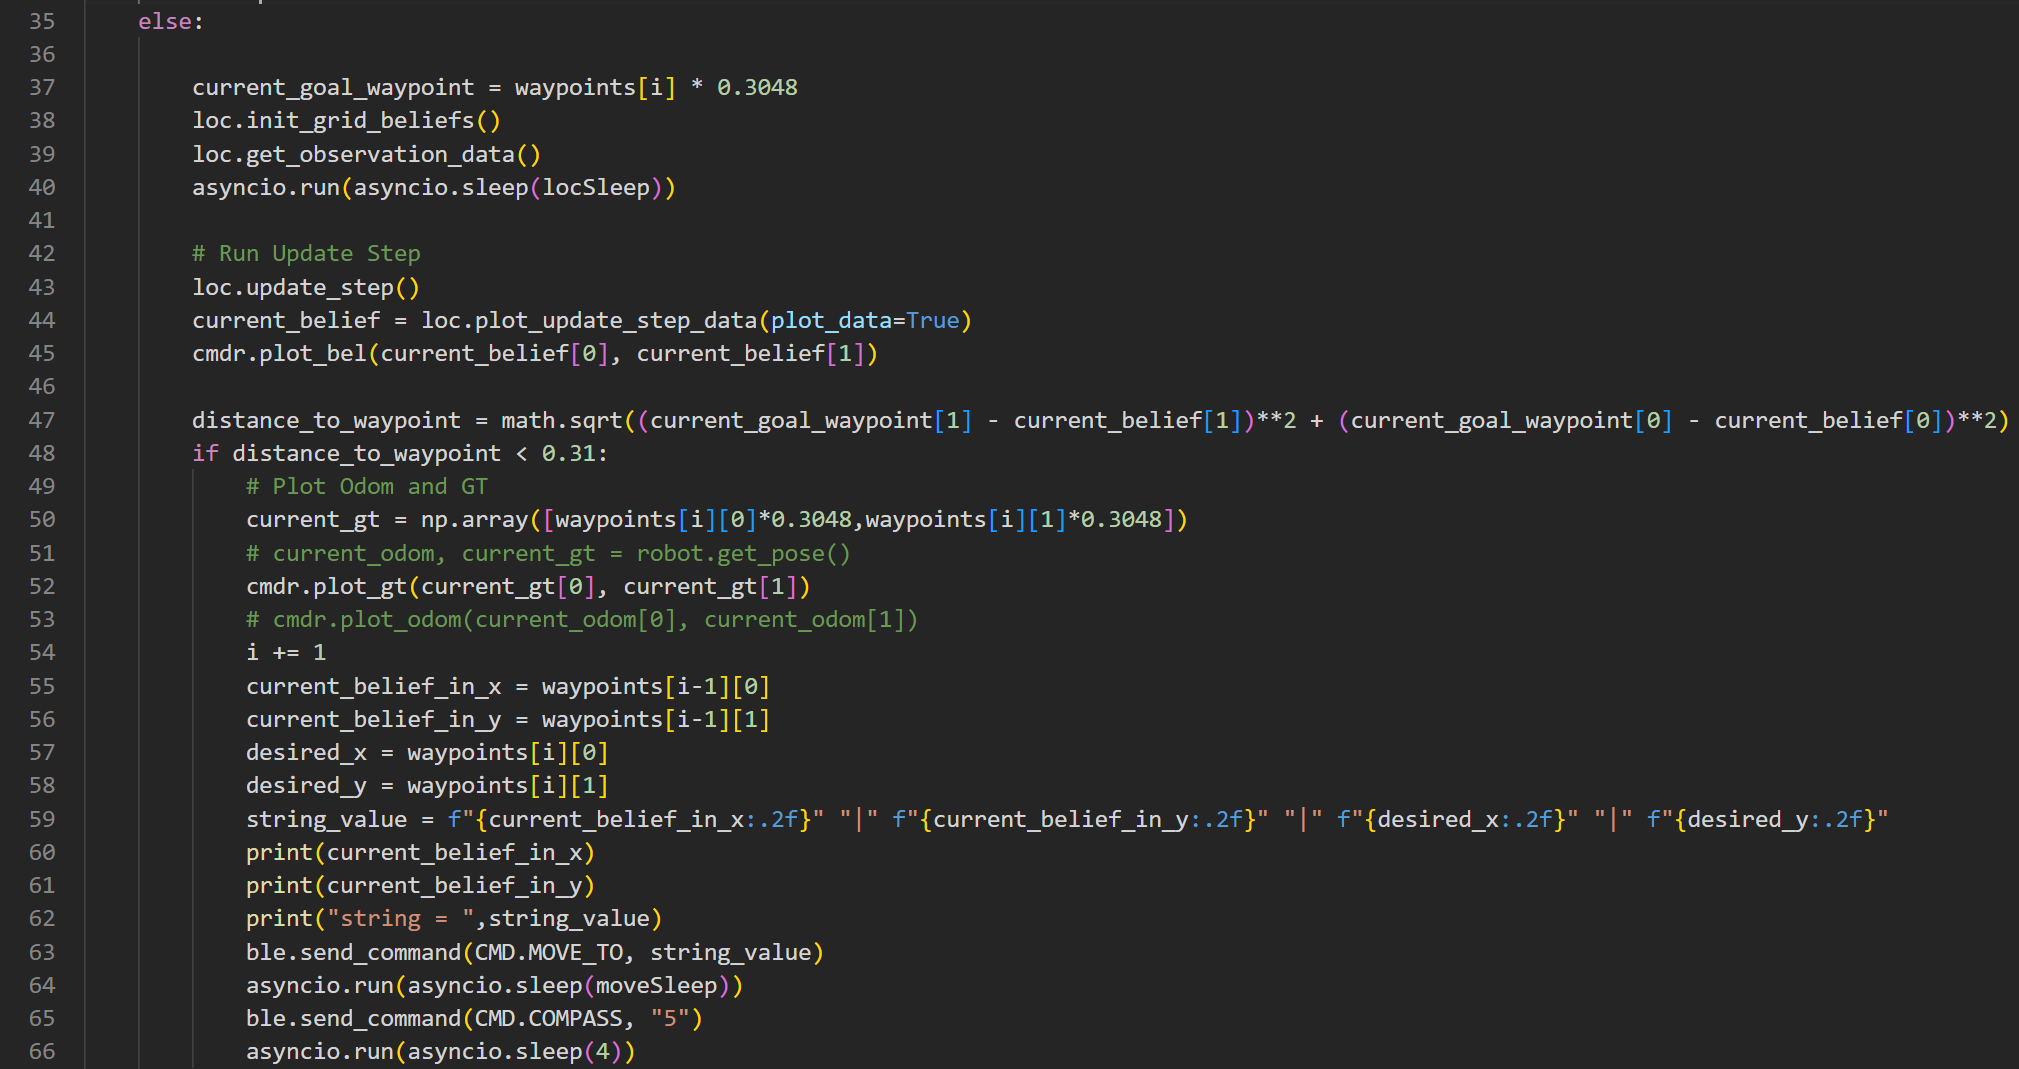 35 else:
36
37 current_goal_waypoint = waypoints[i] * 0.3048
38 loc.init_grid_beliefs()
39 loc.get_observation_data()
40 asyncio.run(asyncio.sleep(locSleep))
41
42 # Run Update Step
43 loc.update_step()
44 current_belief = loc.plot_update_step_data(plot_data=True)
45 cmdr.plot_bel(current_belief[0], current_belief[1])
46
47 distance_to_waypoint = math.sqrt((current_goal_waypoint[1] - current_belief[1])**2 + (current_goal_waypoint[0] - current_belief[0])**2)
48 if distance_to_waypoint < 0.31:
49 # Plot Odom and GT
50 current_gt = np.array([waypoints[i][0]*0.3048,waypoints[i][1]*0.3048])
51 # current_odom, current_gt = robot.get_pose()
52 cmdr.plot_gt(current_gt[0], current_gt[1])
53 # cmdr.plot_odom(current_odom[0], current_odom[1])
54 i += 1
55 current_belief_in_x = waypoints[i-1][0]
56 current_belief_in_y = waypoints[i-1][1]
57 desired_x = waypoints[i][0]
58 desired_y = waypoints[i][1]
59 string_value = f"{current_belief_in_x:.2f}" "|" f"{current_belief_in_y:.2f}" "|" f"{desired_x:.2f}" "|" f"{desired_y:.2f}"
60 print(current_belief_in_x)
61 print(current_belief_in_y)
62 print("string = ",string_value)
63 ble.send_command(CMD.MOVE_TO, string_value)
64 asyncio.run(asyncio.sleep(moveSleep))
65 ble.send_command(CMD.COMPASS, "5")
66 asyncio.run(asyncio.sleep(4))